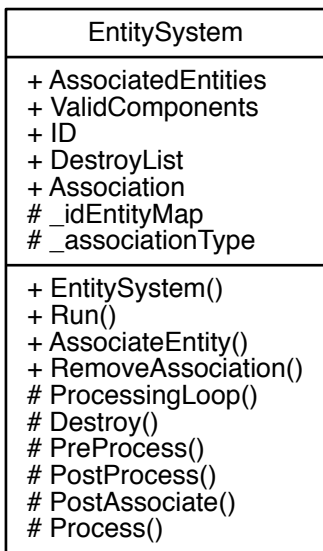 EntitySystem
+ AssociatedEntities
+ ValidComponents
+ ID
+ DestroyList
+ Association
# _idEntityMap
# _associationType
+ EntitySystem()
+ Run()
+ AssociateEntity()
+ RemoveAssociation()
# ProcessingLoop()
# Destroy()
# PreProcess()
# PostProcess()
# PostAssociate()
# Process()